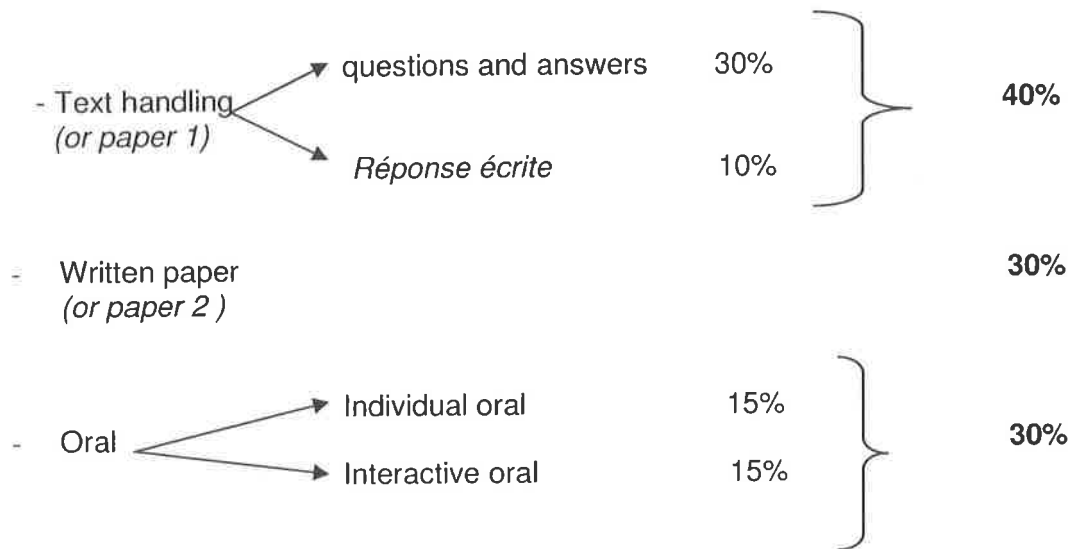 questions and answers 30%
- Text handling 40%
(or paper 1)
Réponse écrite 10%
- Written paper 30%
(or paper 2 )
Individual oral 15%
- Oral 30%
Interactive oral 15%